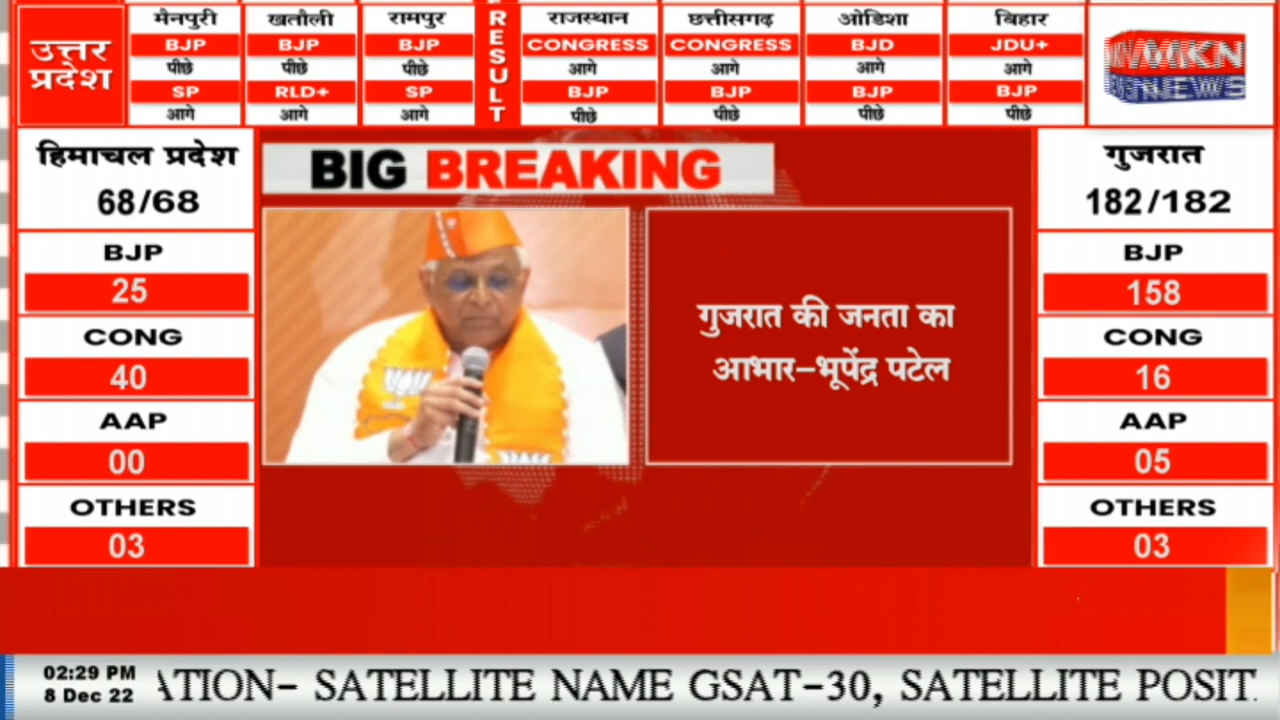 उत्तर
प्रदेश
मैनपुरी
BJP
पीछे
SP
आगे
खतौली
BJP
पीछे
RLD+
आगे
रामपुर
BJP
पीछे
SP
आगे
RESULT
राजस्थान
CONGRESS
आगे
BJP
पीछे
छत्तीसगढ़
CONGRESS
आगे
BJP
पीछे
ओडिशा
BJD
आगे
BJP
पीछे
बिहार
JDU+
आगे
BJP
पीछे
MKN
NEWS
हिमाचल प्रदेश
68/68
BJP
25
CONG
40
AAP
00
OTHERS
03
BIG BREAKING
गुजरात की जनता का
आभार–भूपेंद्र पटेल
गुजरात
182/182
BJP
158
CONG
16
AAP
05
OTHERS
03
02:29 PM
8 Dec 22
ATION– SATELLITE NAME GSAT–30, SATELLITE POSIT